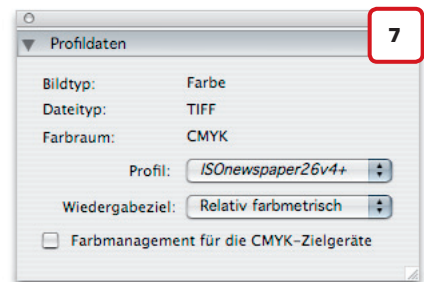 Profildaten
7
Bildtyp: Farbe
Dateityp: TIFF
Farbraum: CMYK
Profil: ISOnewspaper26v4+
Wiedergabeziel: Relativ farbmetrisch
Farbmanagement für die CMYK-Zielgeräte